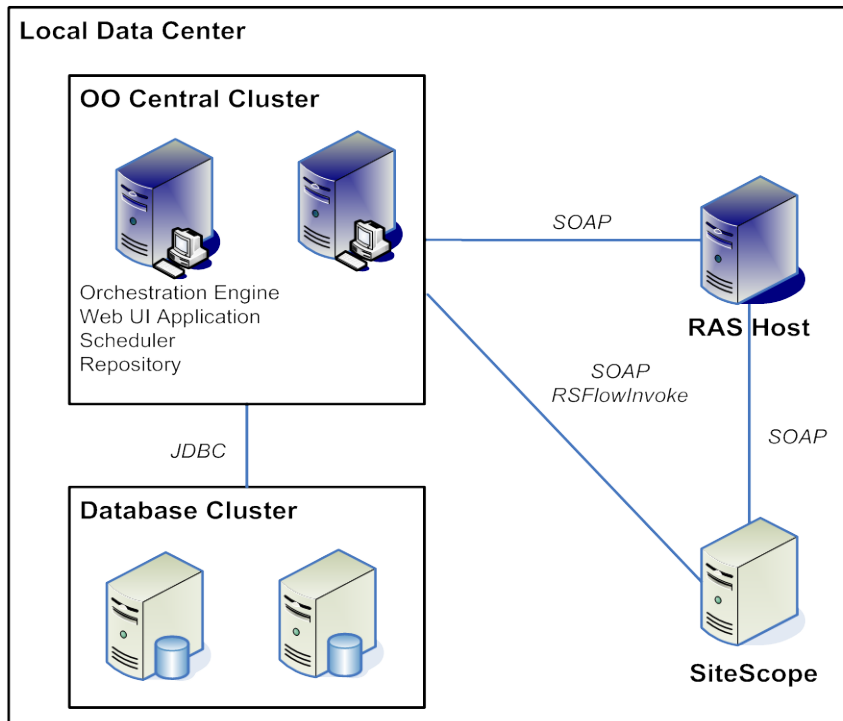 Local Data Center
OO Central Cluster
Orchestration Engine
Web UI Application
Scheduler
Repository
SOAP
RAS Host
SOAP
RSFlowInvoke
SOAP
JDBC
Database Cluster
SiteScope